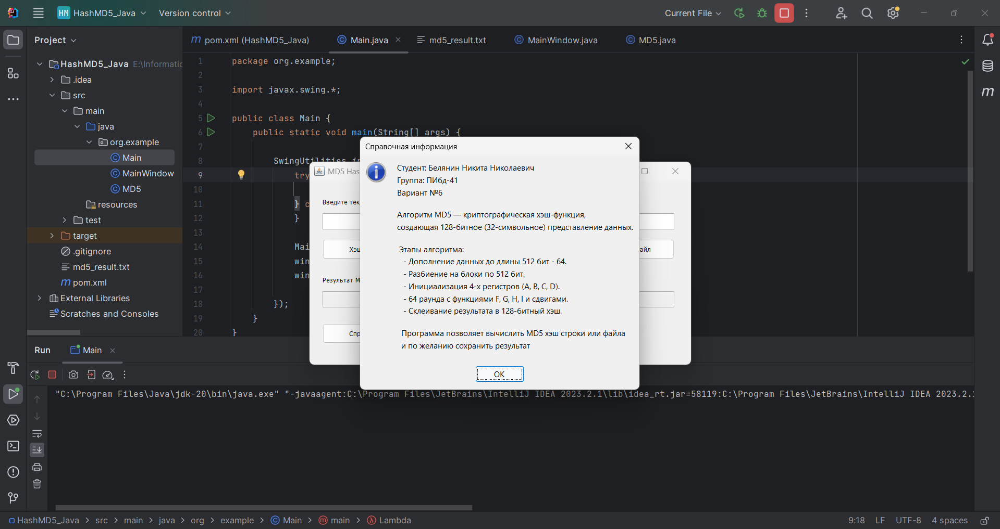 HM HashMD5_Java Version control Current File
Project
pom.xml (HashMD5_Java) Main.java md5_result.txt MainWindow.java MD5.java
HashMD5_Java E:\Informatic
.idea
src
main
java
org.example
Main
MainWindow
MD5
resources
test
target
.gitignore
md5_result.txt
m pom.xml
External Libraries
Scratches and Consoles
1 package org.example;
2
3 import javax.swing.*;
4
5 public class Main {
6 public static void main(String[] args) {
7
8 SwingUtilities.in
9 try
10
11 } c
12 }
13
14 Mai
15 win
16 win
17
18 });
19 }
20 }
MD5 Has
Введите тек
Хэш
айл
Результат M
Спр
Справочная информация
Студент: Белянин Никита Николаевич
Группа: ПИбд-41
Вариант №6
Алгоритм MD5 — криптографическая хэш-функция,
создающая 128-битное (32-символьное) представление данных.
Этапы алгоритма:
- Дополнение данных до длины 512 бит - 64.
- Разбиение на блоки по 512 бит.
- Инициализация 4-х регистров (A, B, C, D).
- 64 раунда с функциями F, G, H, I и сдвигами.
- Склеивание результата в 128-битный хэш.
Программа позволяет вычислить MD5 хэш строки или файла
и по желанию сохранить результат
OK
Run Main
"C:\Program Files\Java\jdk-20\bin\java.exe" "-javaagent:C:\Program Files\JetBrains\IntelliJ IDEA 2023.2.1\lib\idea_rt.jar=58119:C:\Program Files\JetBrains\IntelliJ IDEA 2023.2.1
HashMD5_Java > src > main > java > org > example > Main > main > Lambda 9:18 LF UTF-8 4 spaces